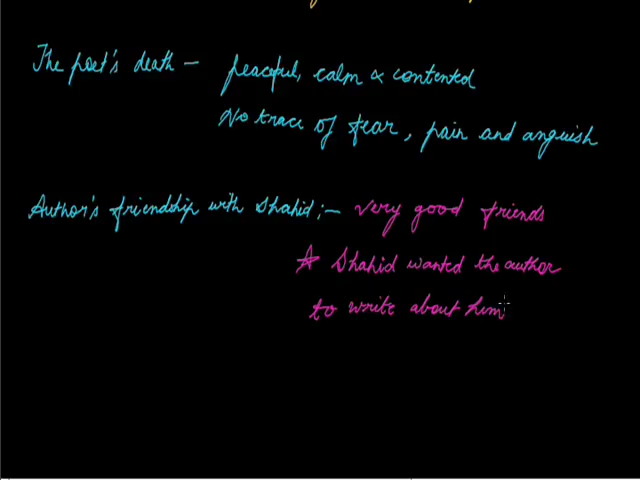 The poet's death – peaceful, calm & contented
No trace of fear, pain and anguish
Author's friendship with Shahid :– Very good friends
☆ Shahid wanted the author
to write about him